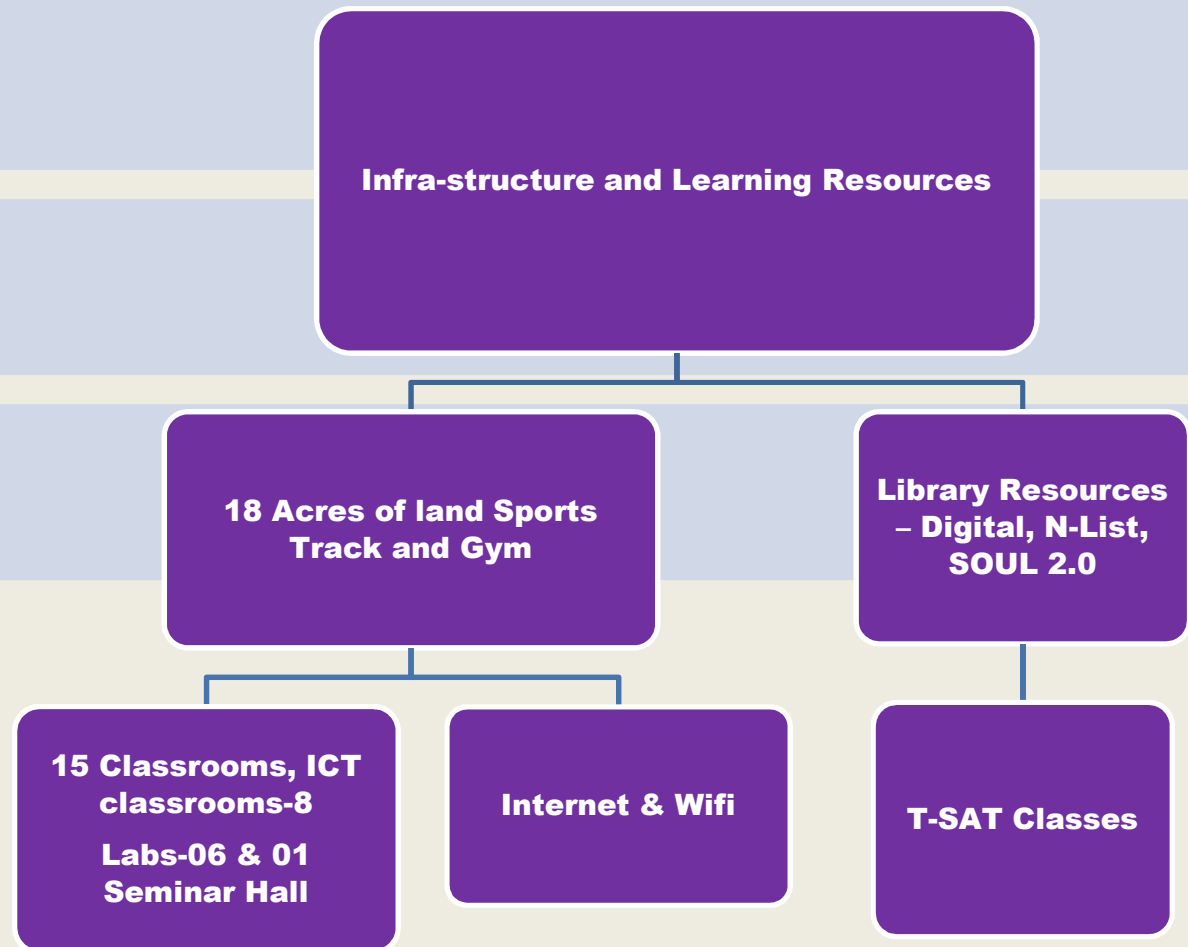 Infra-structure and Learning Resources
18 Acres of land Sports
Track and Gym
Library Resources
– Digital, N-List,
SOUL 2.0
15 Classrooms, ICT
classrooms-8
Labs-06 & 01
Seminar Hall
Internet & Wifi
T-SAT Classes